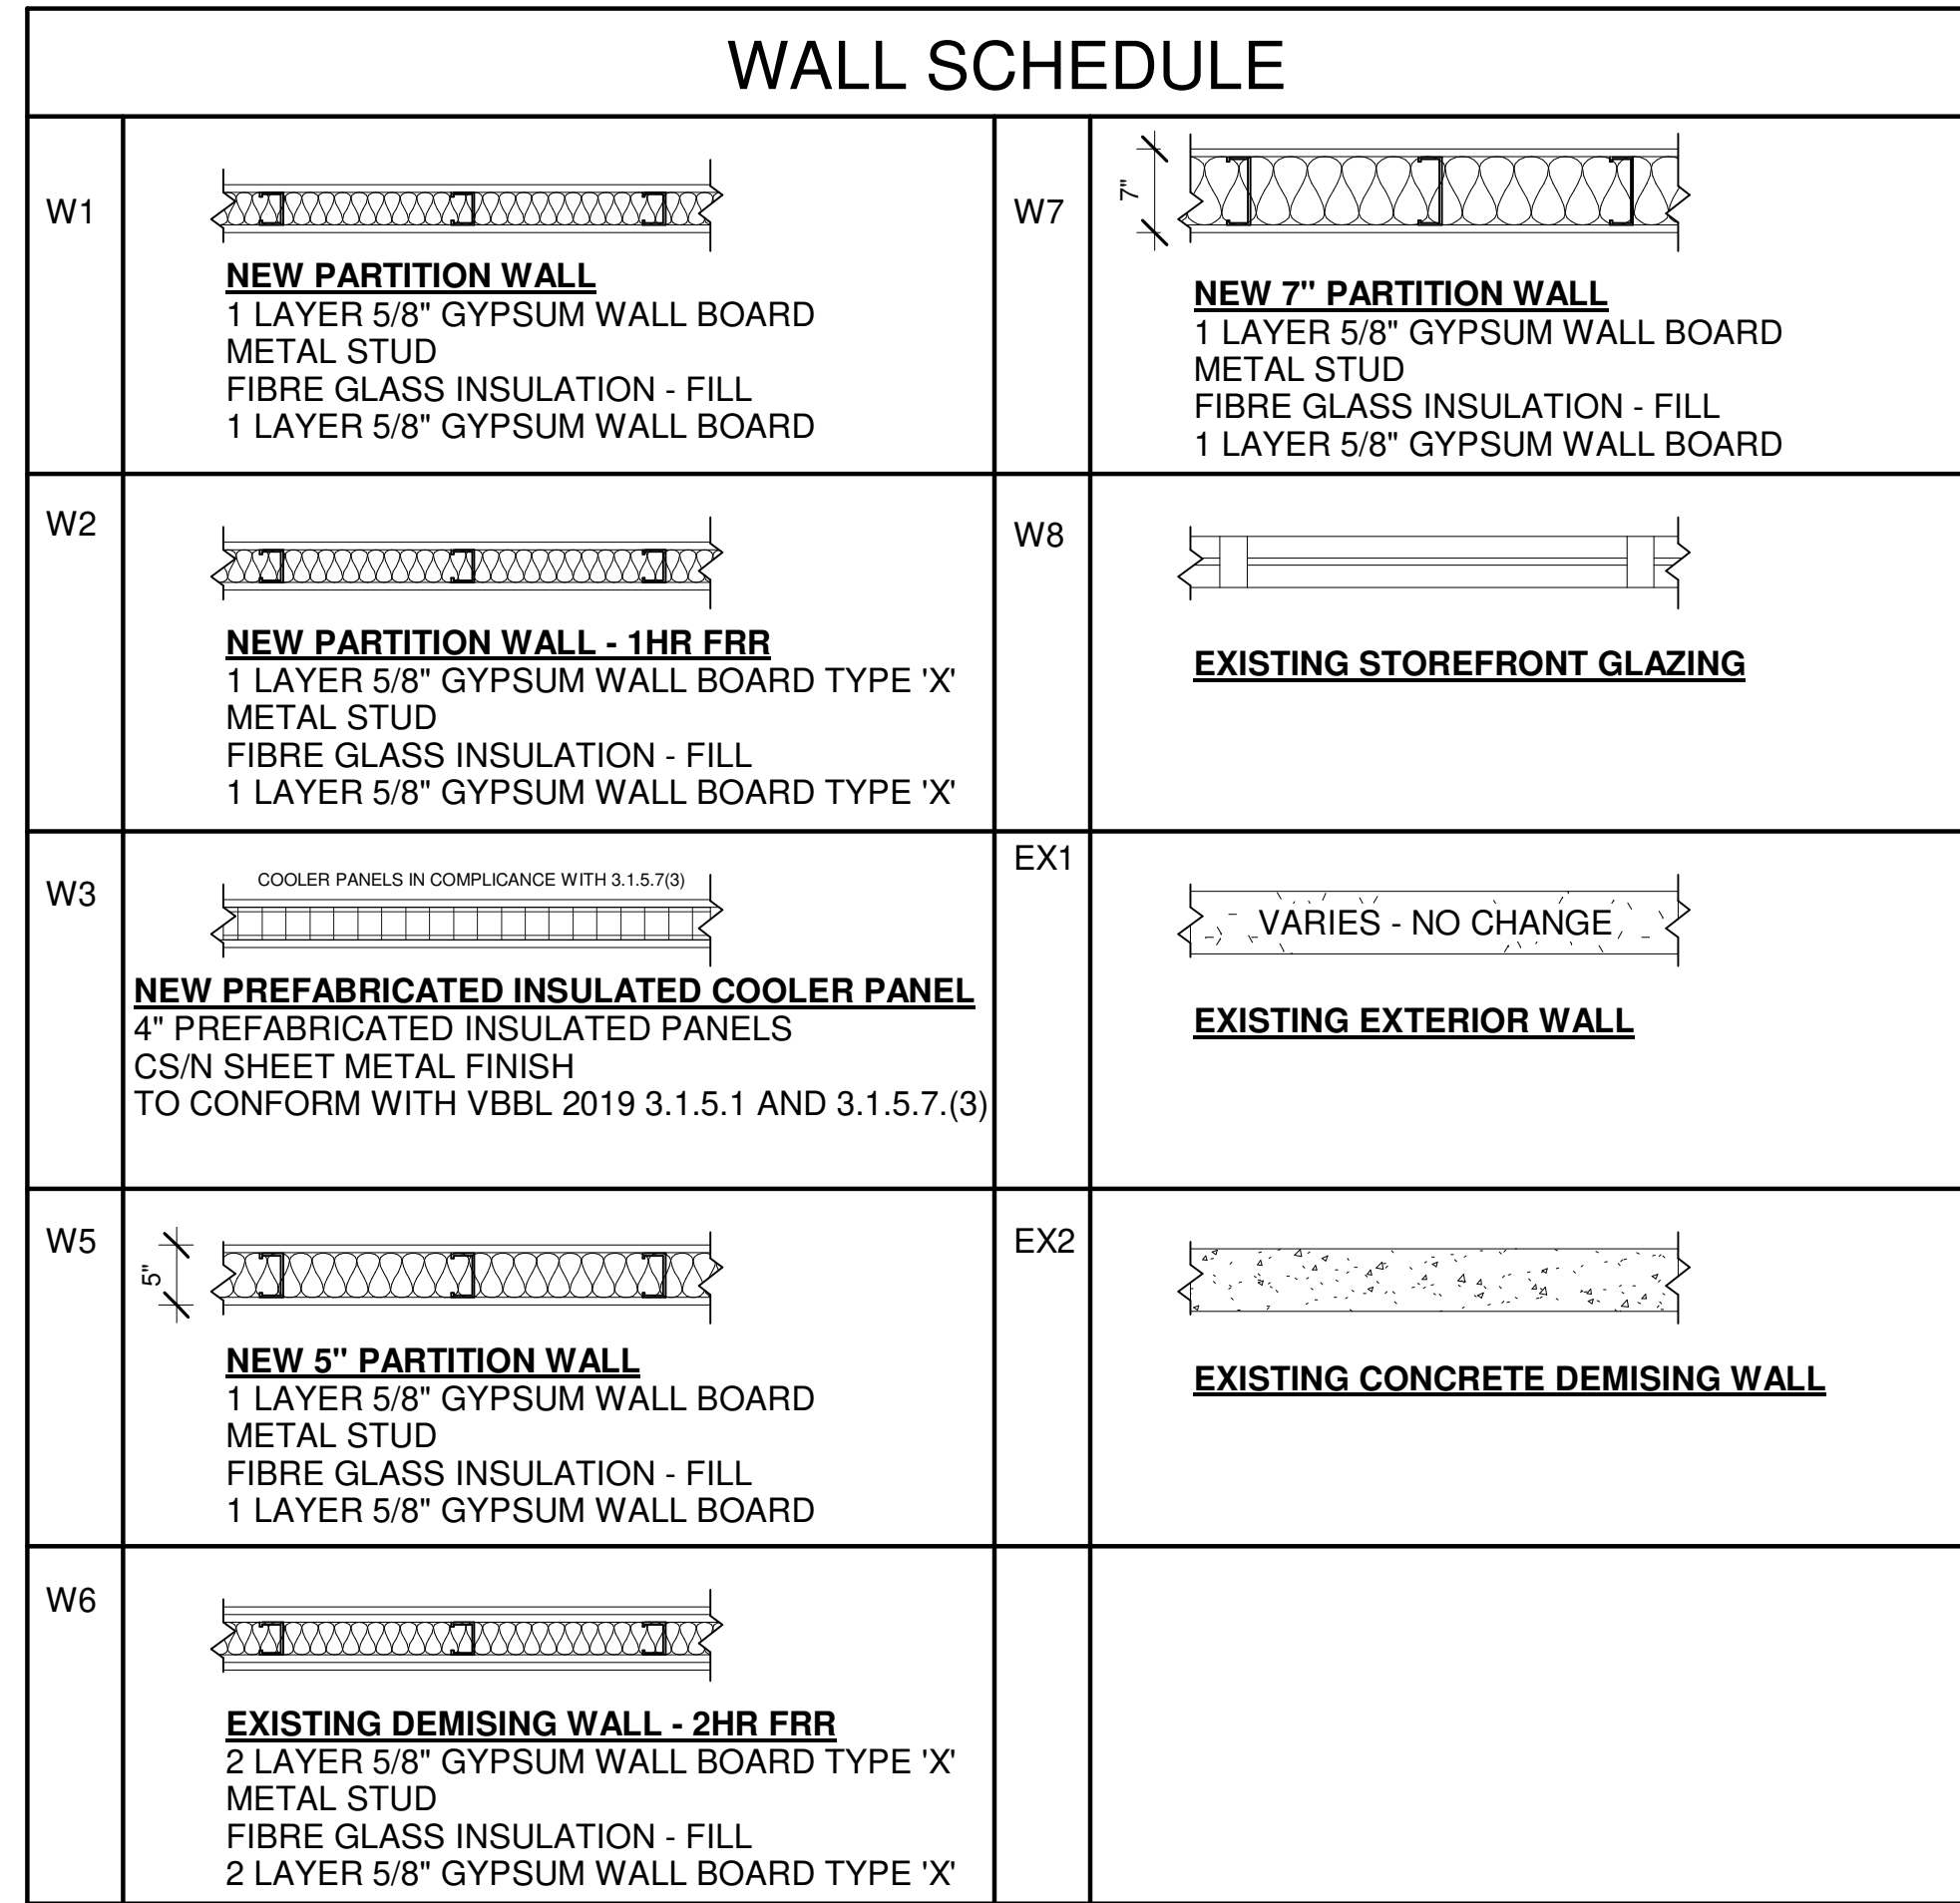 WALL SCHEDULE
W1
NEW PARTITION WALL
1 LAYER 5/8" GYPSUM WALL BOARD
METAL STUD
FIBRE GLASS INSULATION - FILL
1 LAYER 5/8" GYPSUM WALL BOARD
W2
NEW PARTITION WALL - 1HR FRR
1 LAYER 5/8" GYPSUM WALL BOARD TYPE 'X'
METAL STUD
FIBRE GLASS INSULATION - FILL
1 LAYER 5/8" GYPSUM WALL BOARD TYPE 'X'
W3
COOLER PANELS IN COMPLICANCE WITH 3.1.5.7(3)
NEW PREFABRICATED INSULATED COOLER PANEL
4" PREFABRICATED INSULATED PANELS
CS/N SHEET METAL FINISH
TO CONFORM WITH VBBL 2019 3.1.5.1 AND 3.1.5.7.(3)
W5
5"
NEW 5" PARTITION WALL
1 LAYER 5/8" GYPSUM WALL BOARD
METAL STUD
FIBRE GLASS INSULATION - FILL
1 LAYER 5/8" GYPSUM WALL BOARD
W6
EXISTING DEMISING WALL - 2HR FRR
2 LAYER 5/8" GYPSUM WALL BOARD TYPE 'X'
METAL STUD
FIBRE GLASS INSULATION - FILL
2 LAYER 5/8" GYPSUM WALL BOARD TYPE 'X'
W7
7"
NEW 7" PARTITION WALL
1 LAYER 5/8" GYPSUM WALL BOARD
METAL STUD
FIBRE GLASS INSULATION - FILL
1 LAYER 5/8" GYPSUM WALL BOARD
W8
EXISTING STOREFRONT GLAZING
EX1
VARIES - NO CHANGE
EXISTING EXTERIOR WALL
EX2
EXISTING CONCRETE DEMISING WALL